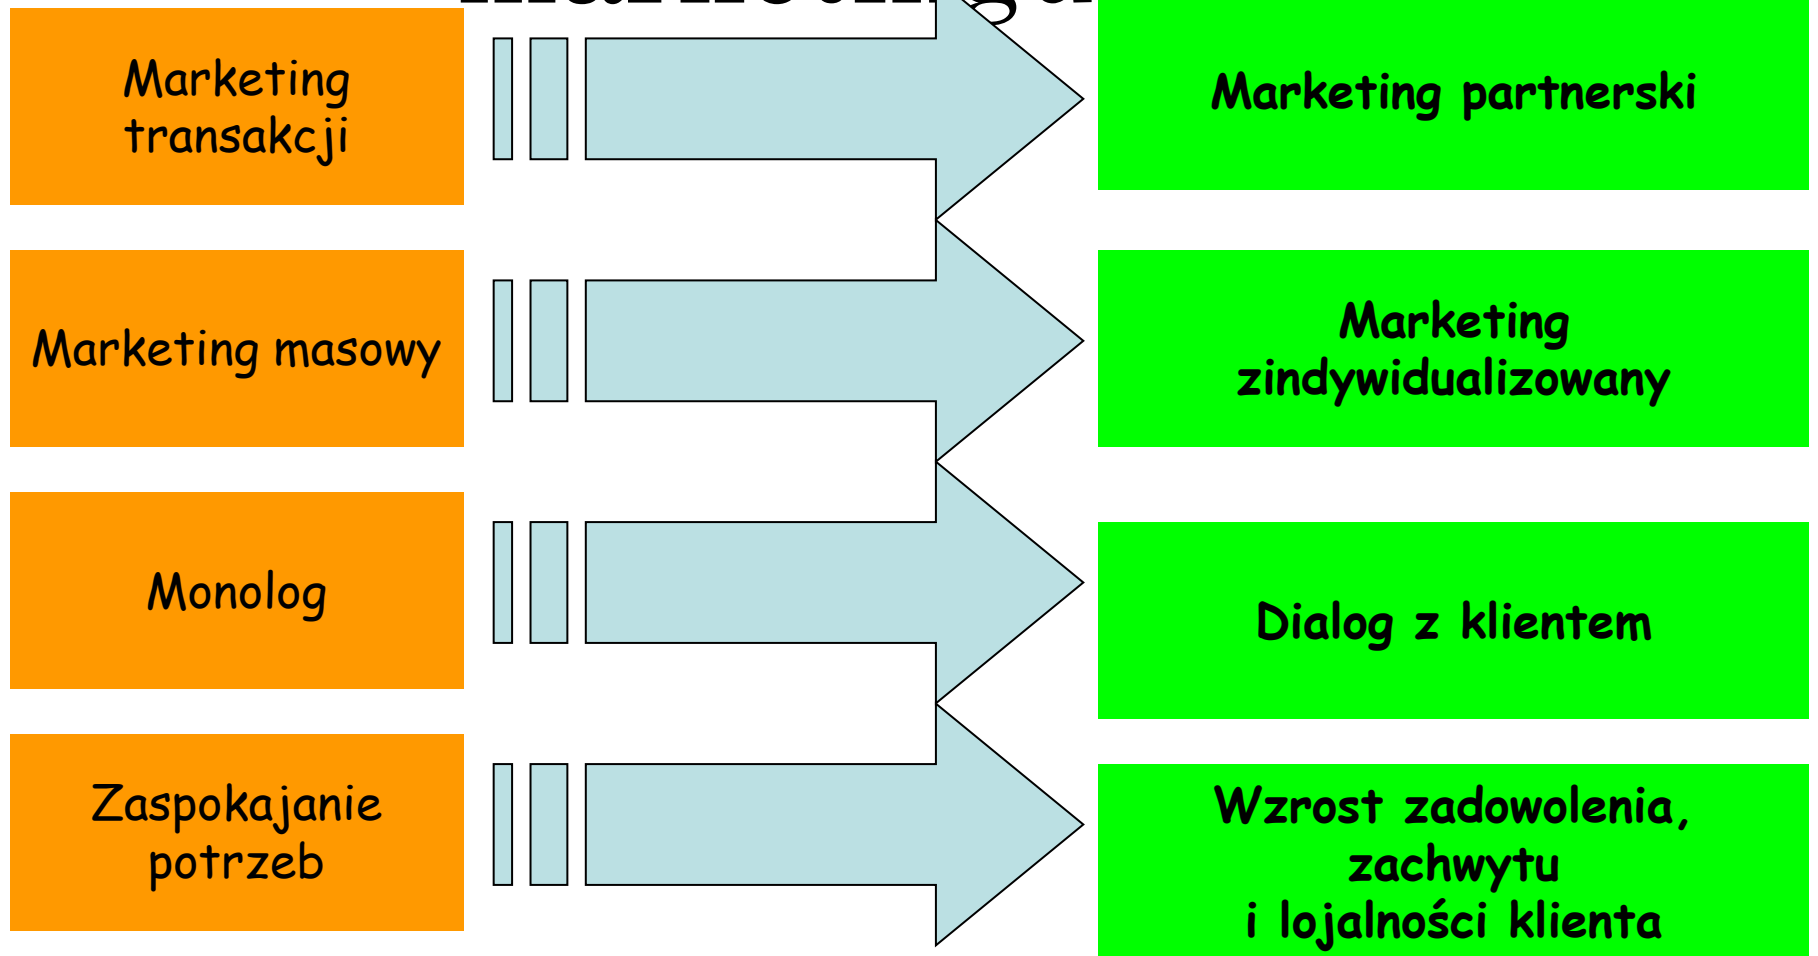 Marketing
transakcji
Marketing partnerski
Marketing masowy
Marketing
zindywidualizowany
Monolog
Dialog z klientem
Zaspokajanie
potrzeb
Wzrost zadowolenia,
zachwytu
i lojalności klienta